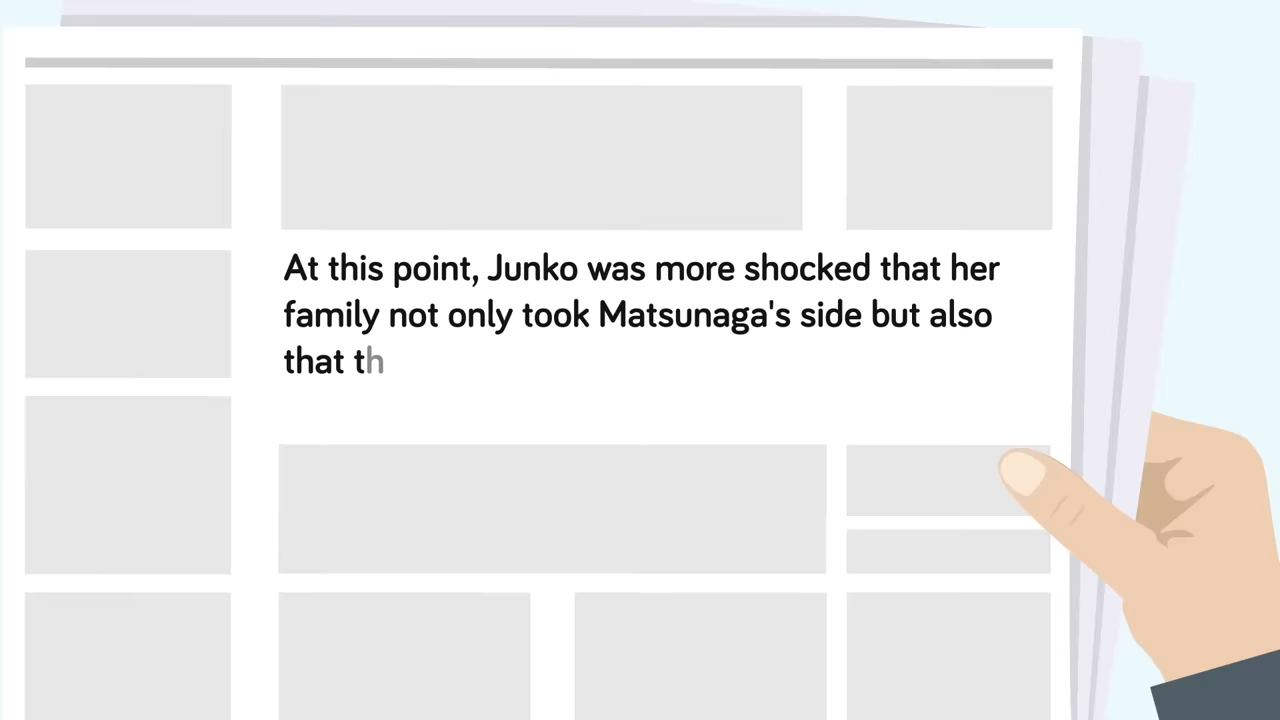 At this point, Junko was more shocked that her
family not only took Matsunaga's side but also
that th